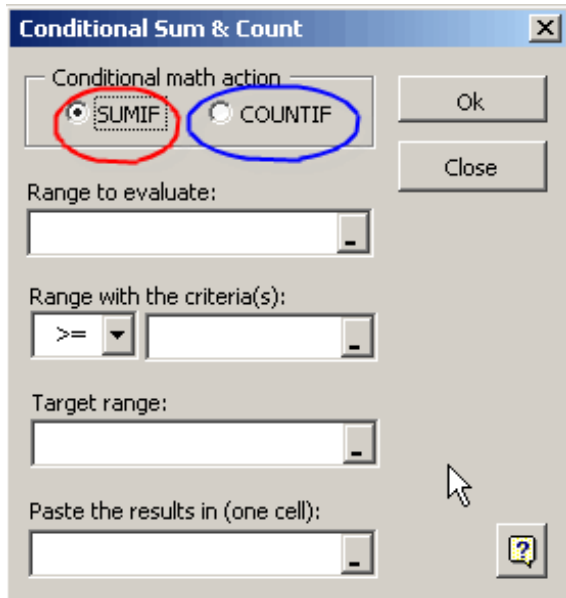 Conditional Sum & Count
Conditional math action
SUMIF COUNTIF
Ok
Close
Range to evaluate:
Range with the criteria(s):
>=
Target range:
Paste the results in (one cell):